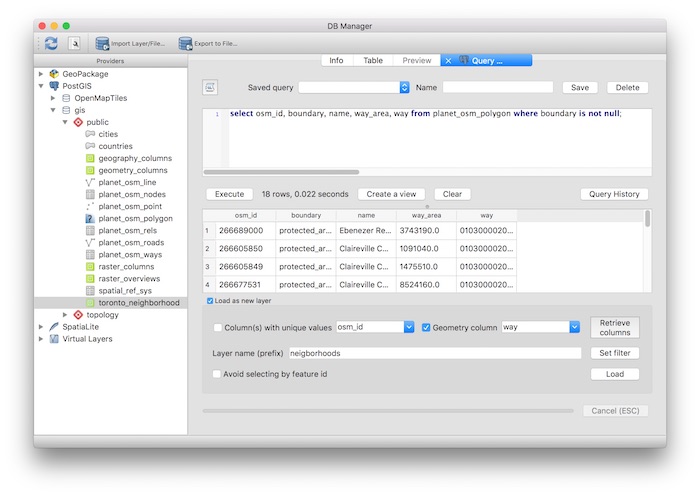 DB Manager
Import Layer/File... Export to File...
Providers
GeoPackage
PostGIS
OpenMapTiles
gis
public
cities
countries
geography_columns
geometry_columns
planet_osm_line
planet_osm_nodes
planet_osm_point
planet_osm_polygon
planet_osm_rels
planet_osm_roads
planet_osm_ways
raster_columns
raster_overviews
spatial_ref_sys
toronto_neighborhood
topology
SpatiaLite
Virtual Layers
Info Table Preview Query ...
Saved query Name Save Delete
1 select osm_id, boundary, name, way_area, way from planet_osm_polygon where boundary is not null;
Execute 18 rows, 0.022 seconds Create a view Clear Query History
osm_id boundary name way_area way
1 266689000 protected_ar... Ebenezer Re... 3743190.0 0103000020...
2 266605850 protected_ar... Claireville C... 1091040.0 0103000020...
3 266605849 protected_ar... Claireville C... 1475510.0 0103000020...
4 266677531 protected_ar... Claireville C... 8524160.0 0103000020...
Load as new layer
Column(s) with unique values osm_id Geometry column way Retrieve
columns
Layer name (prefix) neigborhoods Set filter
Avoid selecting by feature id Load
Cancel (ESC)